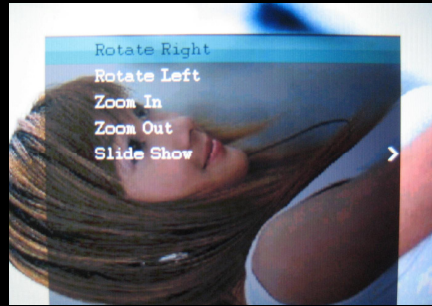 Rotate Right
Rotate Left
Zoom In
Zoom Out
Slide Show